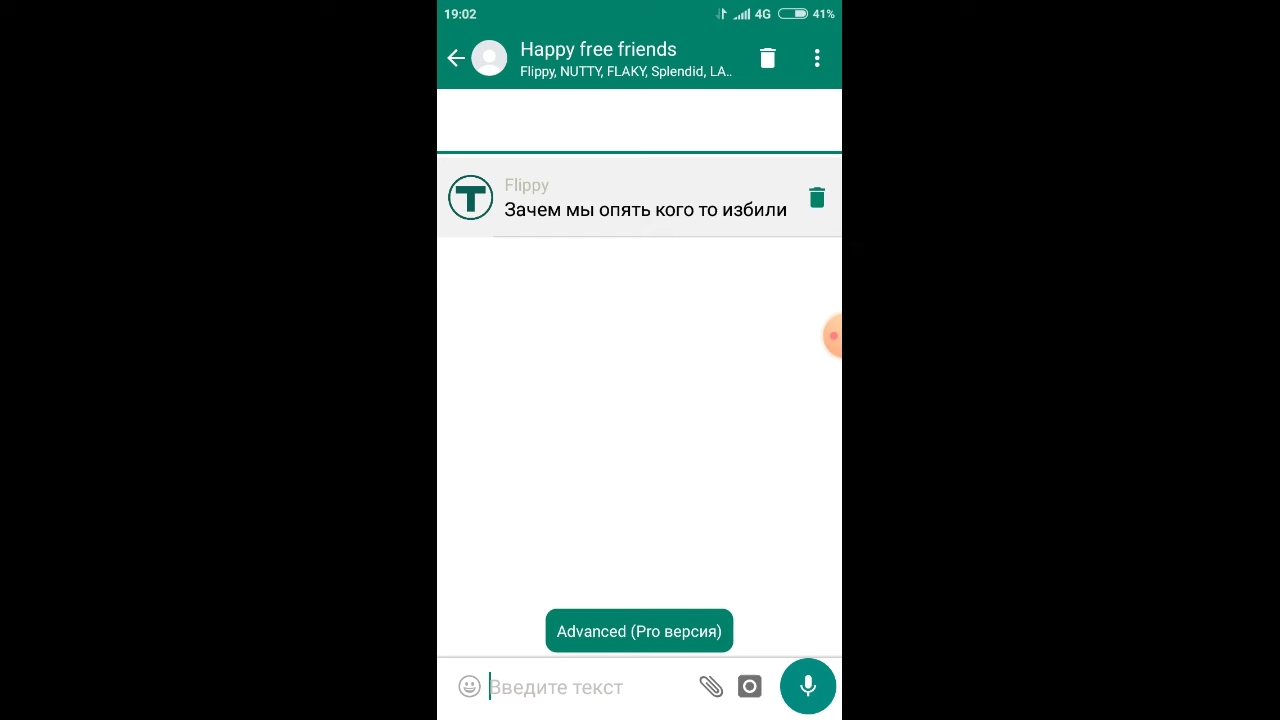 19:02
4G
41%
Happy free friends
Flippy, NUTTY, FLAKY, Splendid, LA..
T
Flippy
Зачем мы опять кого то избили
Advanced (Pro версия)
Введите текст